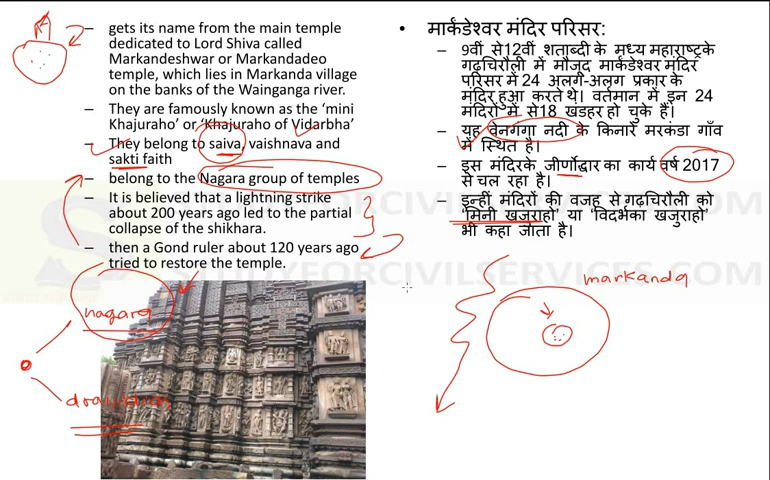 – gets its name from the main temple
dedicated to Lord Shiva called
Markandeshwar or Markandadeo
temple, which lies in Markanda village
on the banks of the Wainganga river.
– They are famously known as the 'mini
Khajuraho' or 'Khajuraho of Vidarbha'
– They belong to saiva, vaishnava and
sakti faith
– belong to the Nagara group of temples
– It is believed that a lightning strike
about 200 years ago led to the partial
collapse of the shikhara.
– then a Gond ruler about 120 years ago
tried to restore the temple.
nagara
• मार्कंडेश्वर मंदिर परिसर:
– 9वीं से12वीं शताब्दी के मध्य महाराष्ट्रके
गढ़चिरौली में मौजूद मार्कंडेश्वर मंदिर
परिसर में 24 अलग-अलग प्रकार के
मंदिर हुआ करते थे। वर्तमान में इन 24
मंदिरों में से18 खंडहर हो चुके हैं।
– यह वेनगंगा नदी के किनारे मरकंडा गाँव
में स्थित है।
– इस मंदिरके जीर्णोद्धार का कार्य वर्ष 2017
से चल रहा है।
– इन्हीं मंदिरों की वजह से गढ़चिरौली को
'मिनी खजुराहो' या 'विदर्भका खजुराहो'
भी कहा जाता है।
markanda
STUDYFORCIVILSERVICES.COM